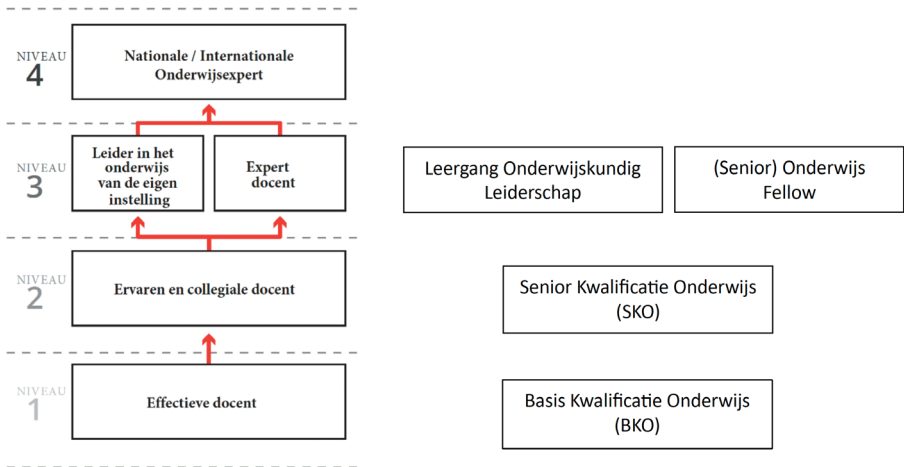 NIVEAU
4
Nationale / Internationale
Onderwijsexpert
NIVEAU
3
Leider in het
onderwijs
van de eigen
instelling
Expert
docent
Leergang Onderwijskundig
Leiderschap
(Senior) Onderwijs
Fellow
NIVEAU
2
Ervaren en collegiale docent
Senior Kwalificatie Onderwijs
(SKO)
NIVEAU
1
Effectieve docent
Basis Kwalificatie Onderwijs
(BKO)